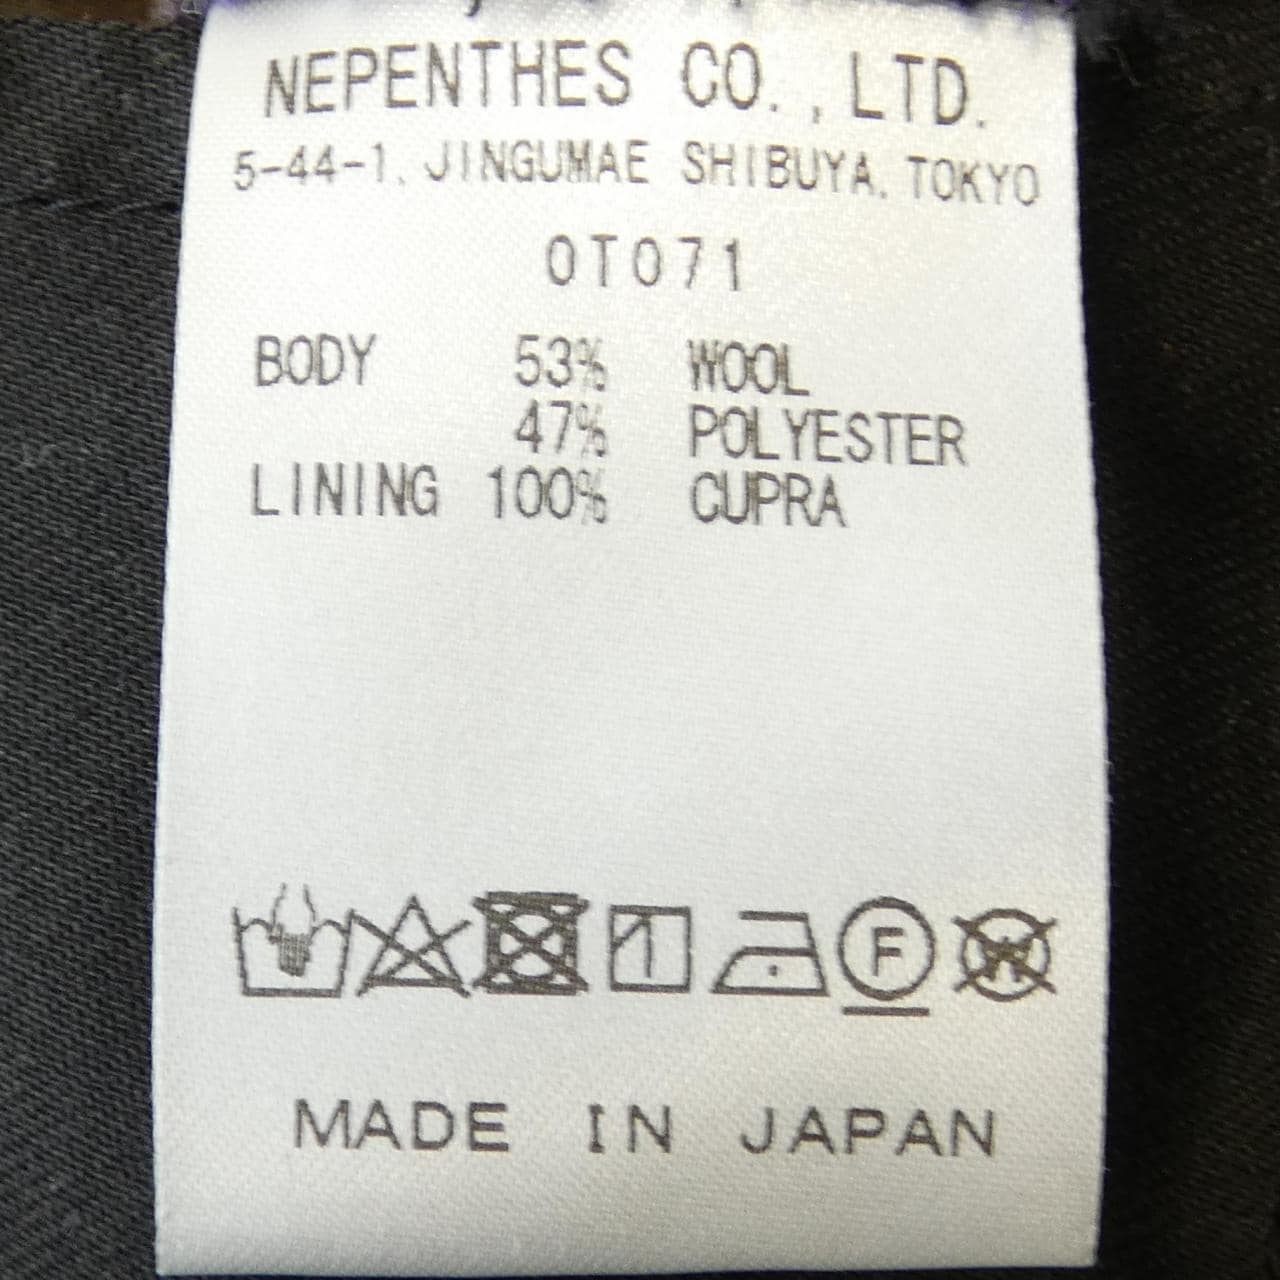 NEPENTHES CO.,LTD.
5-44-1, JINGUMAE SHIBUYA, TOKYO
OT071
BODY 53% WOOL
47% POLYESTER
LINING 100% CUPRA
F W
MADE IN JAPAN